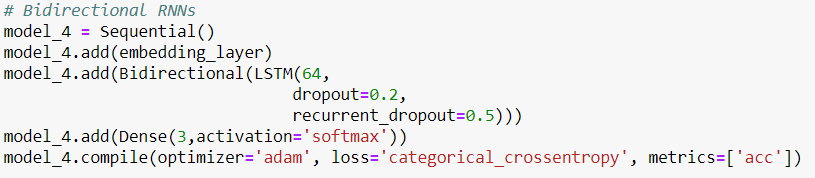 # Bidirectional RNNs
model_4 = Sequential()
model_4.add(embedding_layer)
model_4.add(Bidirectional(LSTM(64,
                               dropout=0.2,
                               recurrent_dropout=0.5)))
model_4.add(Dense(3,activation='softmax'))
model_4.compile(optimizer='adam', loss='categorical_crossentropy', metrics=['acc'])